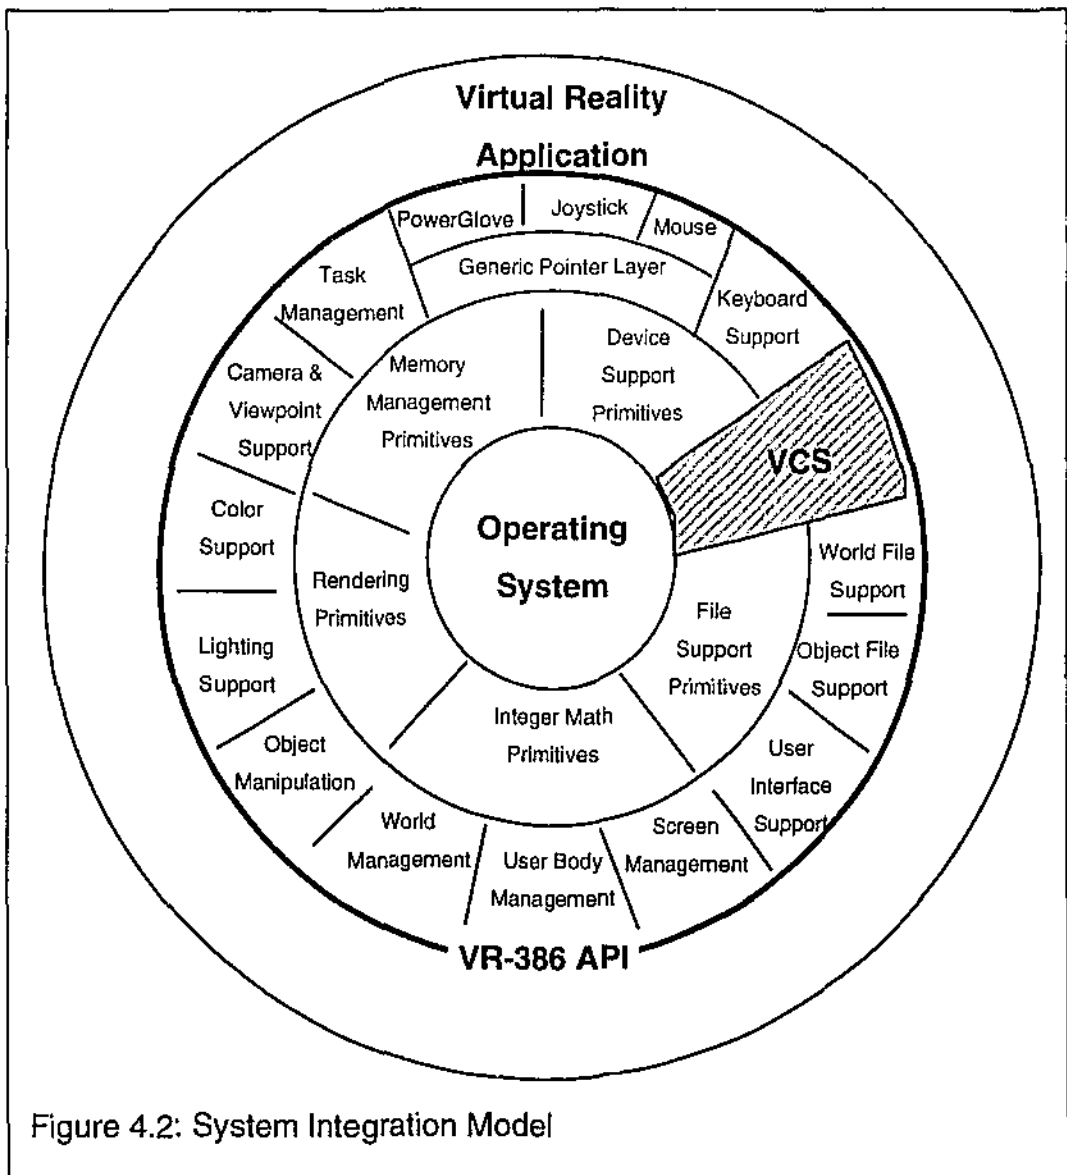 Virtual Reality
Application
PowerGlove
Joystick
Mouse
Generic Pointer Layer
Task
Management
Keyboard
Support
Camera &
Viewpoint
Support
Memory
Management
Primitives
Device
Support
Primitives
VCS
Color
Support
Operating
System
World File
Support
Rendering
Primitives
File
Support
Primitives
Object File
Support
Lighting
Support
Integer Math
Primitives
Object
Manipulation
User
Interface
Support
World
Management
User Body
Management
Screen
Management
VR-386 API
Figure 4.2: System Integration Model